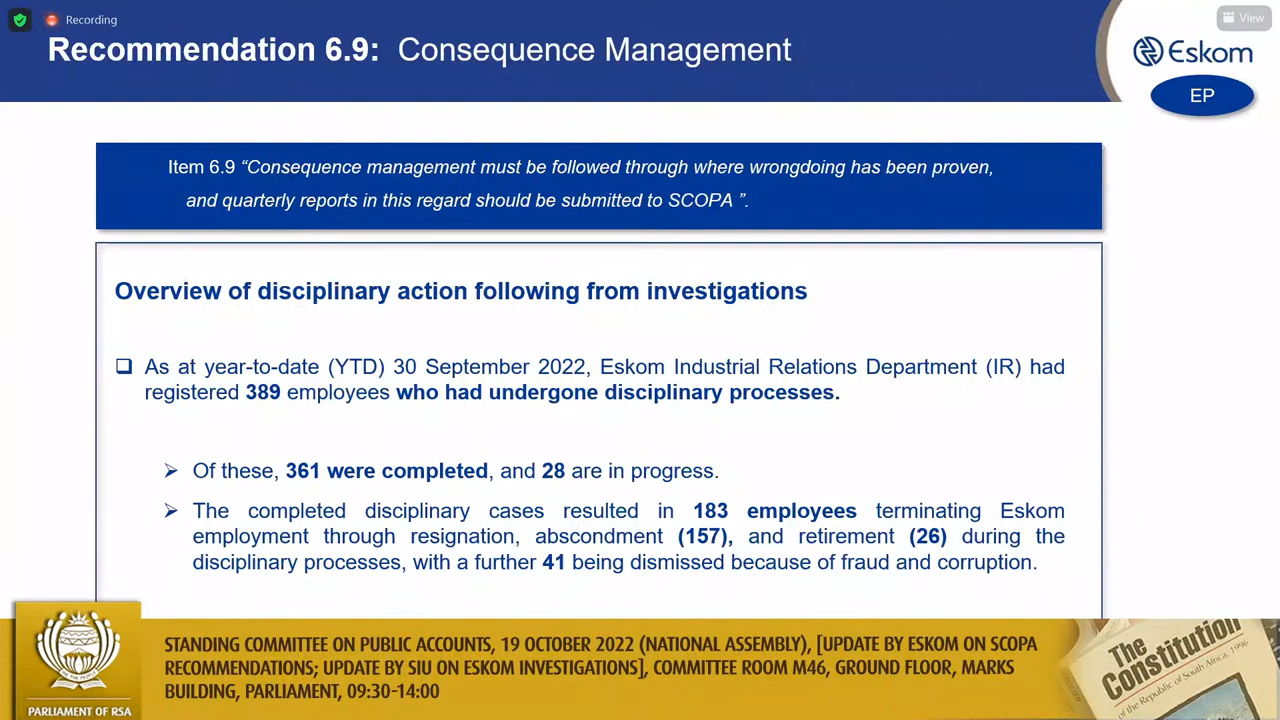 Recording
View
Recommendation 6.9: Consequence Management
Eskom
EP
Item 6.9 “Consequence management must be followed through where wrongdoing has been proven,
and quarterly reports in this regard should be submitted to SCOPA ”.
Overview of disciplinary action following from investigations
As at year-to-date (YTD) 30 September 2022, Eskom Industrial Relations Department (IR) had
registered 389 employees who had undergone disciplinary processes.
Of these, 361 were completed, and 28 are in progress.
The completed disciplinary cases resulted in 183 employees terminating Eskom
employment through resignation, abscondment (157), and retirement (26) during the
disciplinary processes, with a further 41 being dismissed because of fraud and corruption.
STANDING COMMITTEE ON PUBLIC ACCOUNTS, 19 OCTOBER 2022 (NATIONAL ASSEMBLY), [UPDATE BY ESKOM ON SCOPA
RECOMMENDATIONS; UPDATE BY SIU ON ESKOM INVESTIGATIONS], COMMITTEE ROOM M46, GROUND FLOOR, MARKS
BUILDING, PARLIAMENT, 09:30-14:00
PARLIAMENT OF RSA
The
Constitution
of the Republic of South Africa, 1996